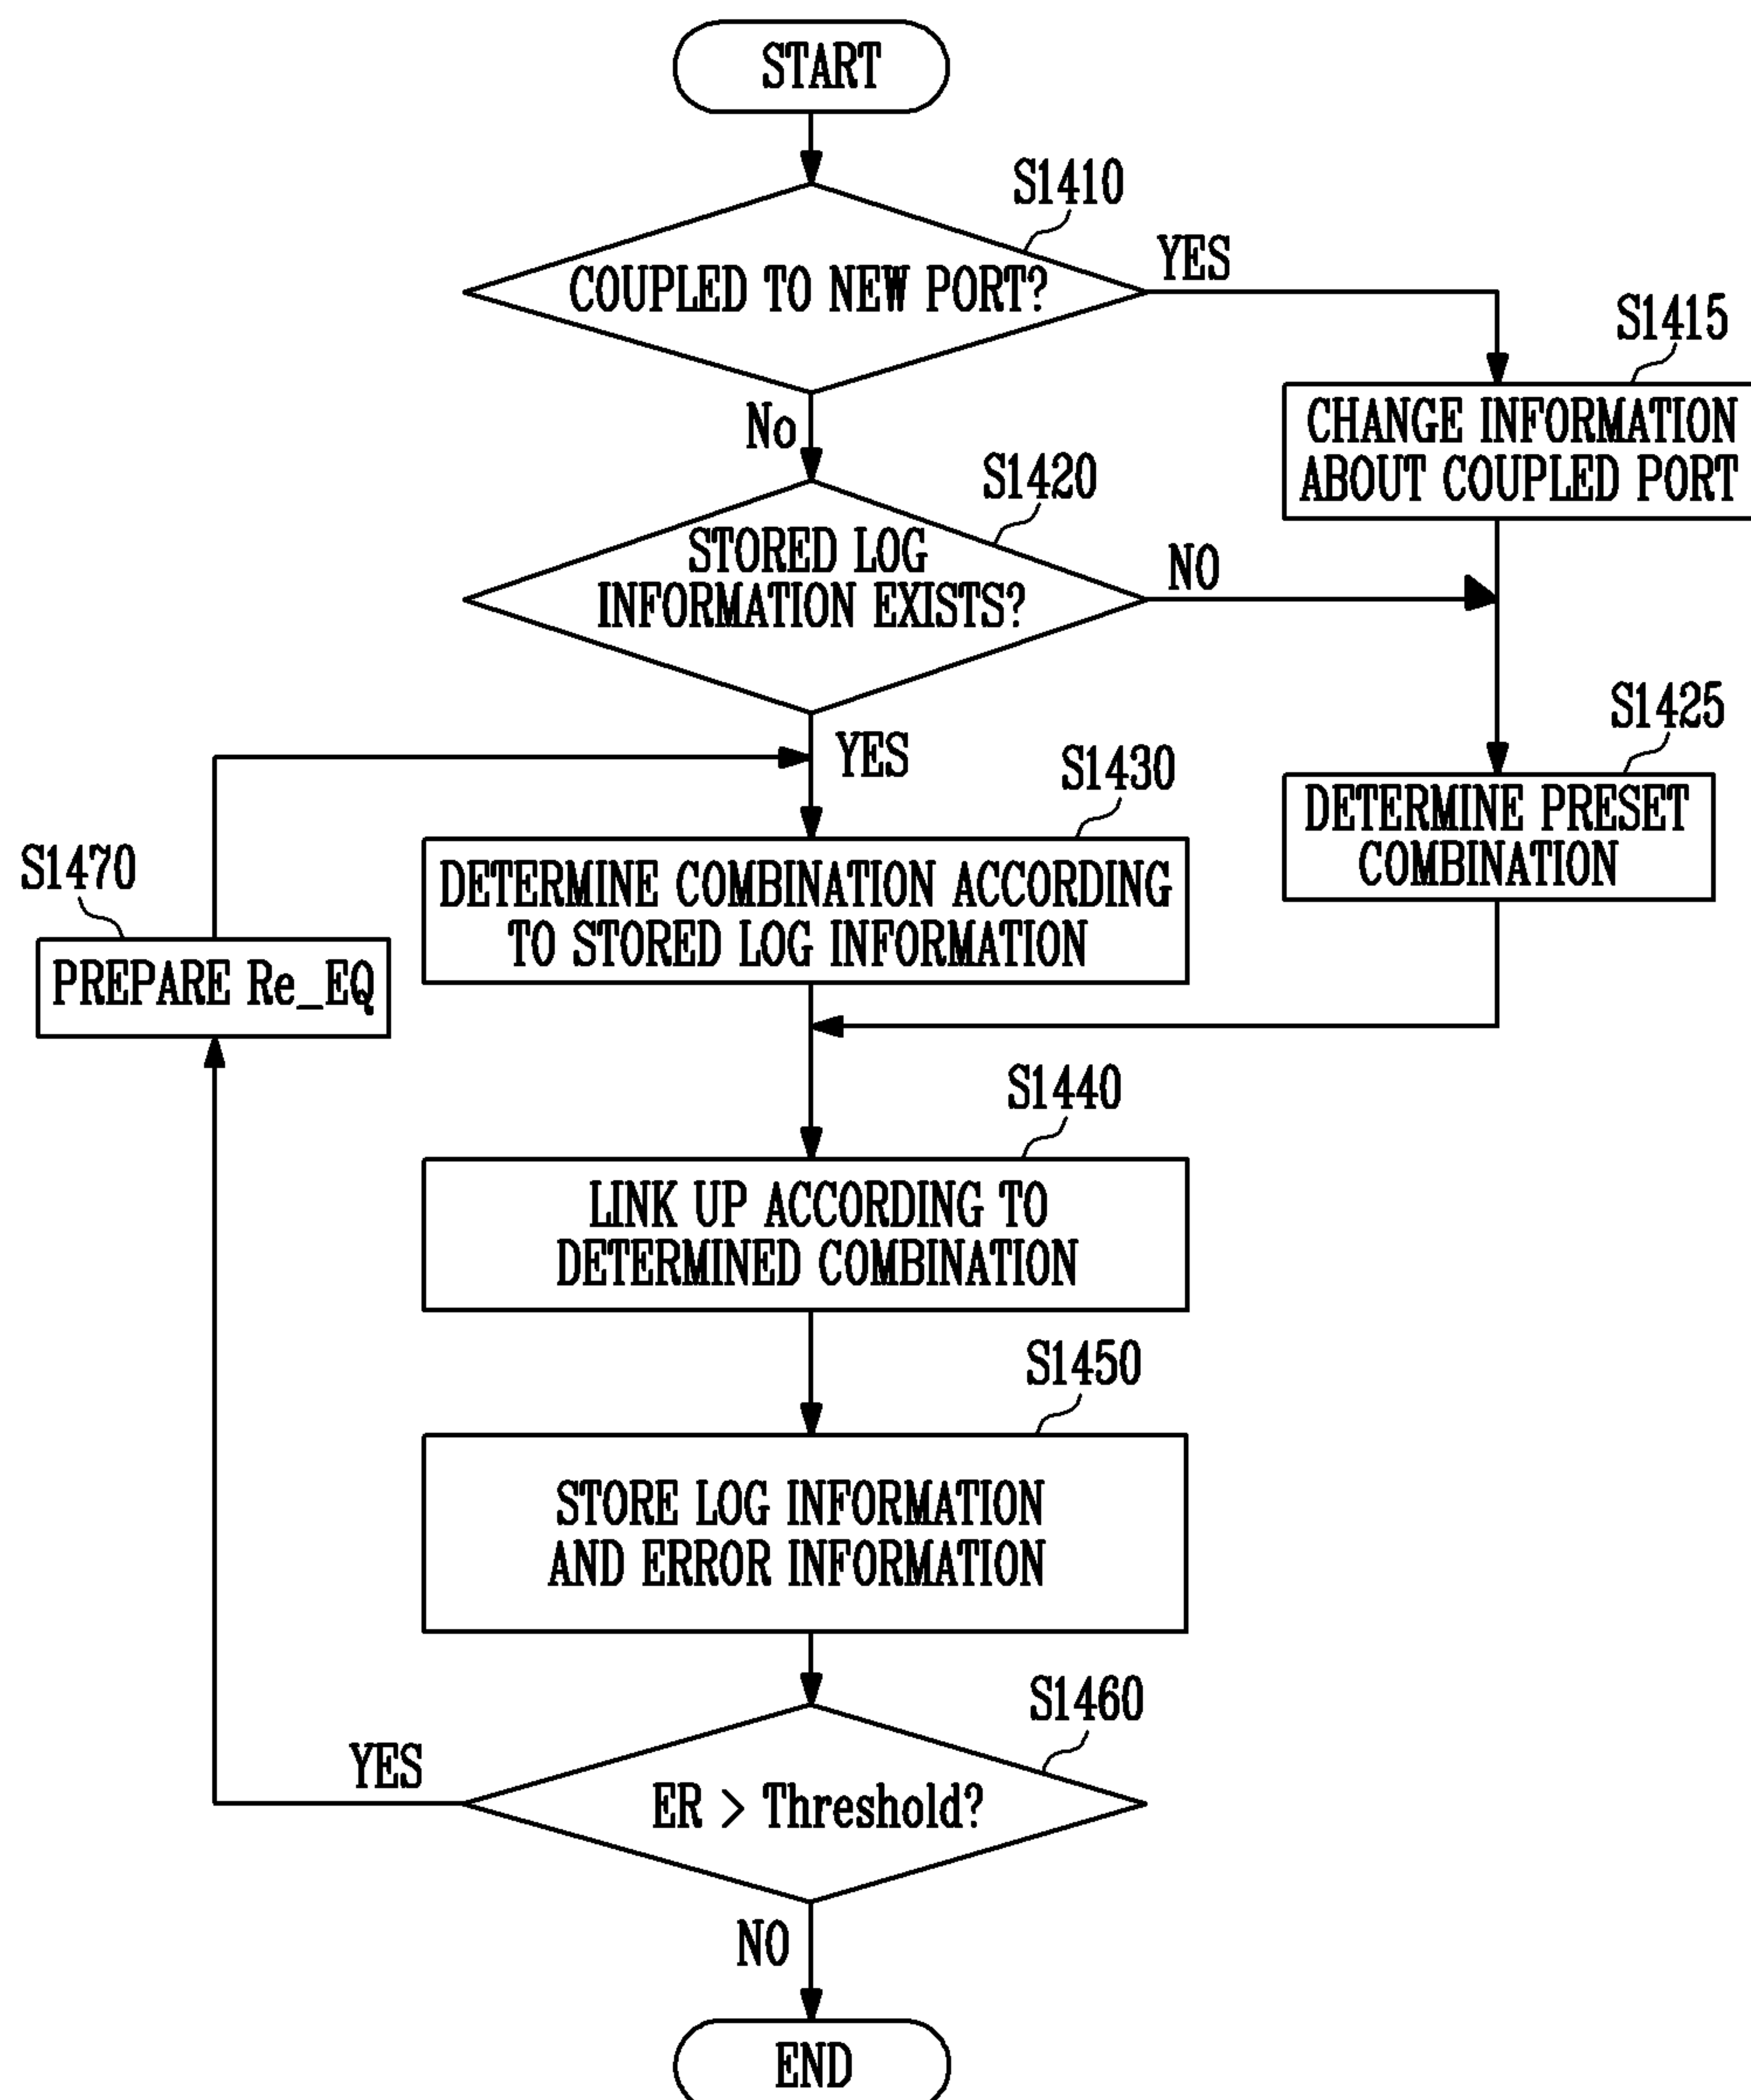 START
S1410
COUPLED TO NEW PORT?
YES
S1415
CHANGE INFORMATION
ABOUT COUPLED PORT
No
S1420
STORED LOG
INFORMATION EXISTS?
NO
S1425
DETERMINE PRESET
COMBINATION
YES
S1430
DETERMINE COMBINATION ACCORDING
TO STORED LOG INFORMATION
S1470
PREPARE Re_EQ
S1440
LINK UP ACCORDING TO
DETERMINED COMBINATION
S1450
STORE LOG INFORMATION
AND ERROR INFORMATION
S1460
YES
ER > Threshold?
NO
END